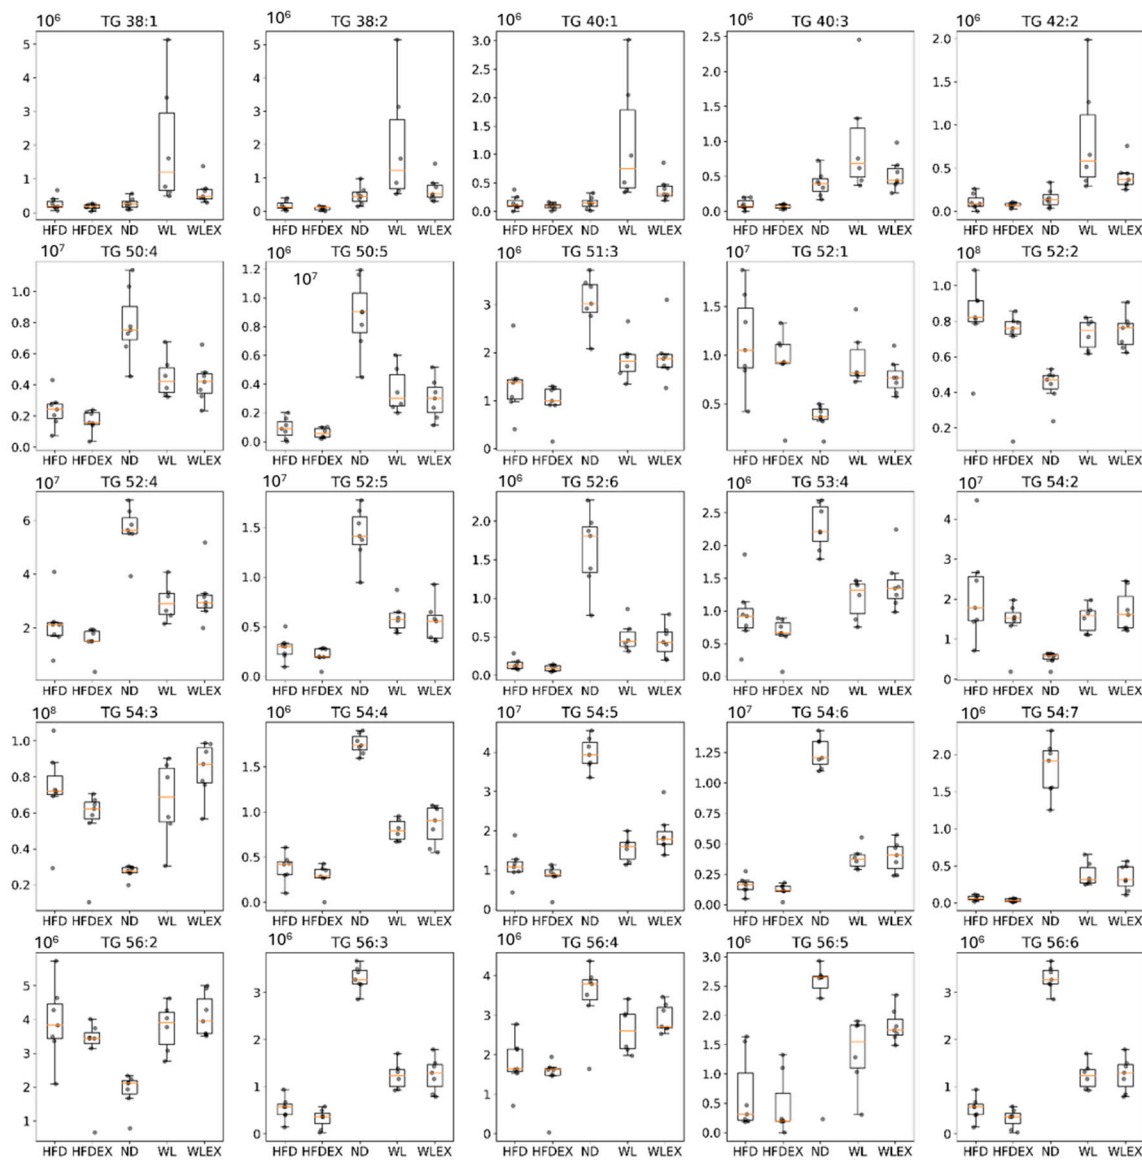 10⁶ TG 38:1
5
4
3
2
1
0
HFD HFDEX ND WL WLEX
10⁶ TG 38:2
5
4
3
2
1
0
HFD HFDEX ND WL WLEX
10⁶ TG 40:1
3.0
2.5
2.0
1.5
1.0
0.5
0.0
HFD HFDEX ND WL WLEX
10⁶ TG 40:3
2.5
2.0
1.5
1.0
0.5
0.0
HFD HFDEX ND WL WLEX
10⁶ TG 42:2
2.0
1.5
1.0
0.5
0.0
HFD HFDEX ND WL WLEX
10⁷ TG 50:4
1.0
0.8
0.6
0.4
0.2
0.0
HFD HFDEX ND WL WLEX
10⁶ TG 50:5
10⁷
1.2
1.0
0.8
0.6
0.4
0.2
0.0
HFD HFDEX ND WL WLEX
10⁶ TG 51:3
3
2
1
0
HFD HFDEX ND WL WLEX
10⁷ TG 52:1
1.5
1.0
0.5
HFD HFDEX ND WL WLEX
10⁸ TG 52:2
1.0
0.8
0.6
0.4
0.2
HFD HFDEX ND WL WLEX
10⁷ TG 52:4
6
4
2
HFD HFDEX ND WL WLEX
10⁷ TG 52:5
1.5
1.0
0.5
0.0
HFD HFDEX ND WL WLEX
10⁶ TG 52:6
2.0
1.5
1.0
0.5
0.0
HFD HFDEX ND WL WLEX
10⁶ TG 53:4
2.5
2.0
1.5
1.0
0.5
0.0
HFD HFDEX ND WL WLEX
10⁷ TG 54:2
4
3
2
1
0
HFD HFDEX ND WL WLEX
10⁸ TG 54:3
1.0
0.8
0.6
0.4
0.2
HFD HFDEX ND WL WLEX
10⁶ TG 54:4
1.5
1.0
0.5
0.0
HFD HFDEX ND WL WLEX
10⁷ TG 54:5
4
3
2
1
0
HFD HFDEX ND WL WLEX
10⁷ TG 54:6
1.25
1.00
0.75
0.50
0.25
0.00
HFD HFDEX ND WL WLEX
10⁶ TG 54:7
2.0
1.5
1.0
0.5
0.0
HFD HFDEX ND WL WLEX
10⁶ TG 56:2
5
4
3
2
1
HFD HFDEX ND WL WLEX
10⁶ TG 56:3
3
2
1
0
HFD HFDEX ND WL WLEX
10⁶ TG 56:4
4
3
2
1
0
HFD HFDEX ND WL WLEX
10⁶ TG 56:5
3.0
2.5
2.0
1.5
1.0
0.5
0.0
HFD HFDEX ND WL WLEX
10⁶ TG 56:6
3
2
1
0
HFD HFDEX ND WL WLEX